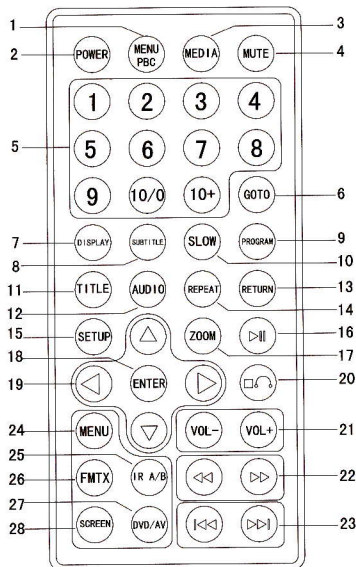 1 3
2 POWER MENU PBC MEDIA MUTE 4
1 2 3 4
5 5 6 7 8
9 10/0 10+ GOTO 6
7 DISPLAY SUBTITLE SLOW PROGRAM 9
8 10
11 TITLE AUDIO REPEAT RETURN 13
12 14
15 SETUP ZOOM 16
18 17
19 ENTER 20
24 MENU VOL- VOL+ 21
25
26 FMTX IR A/B 22
27
28 SCREEN DVD/AV 23